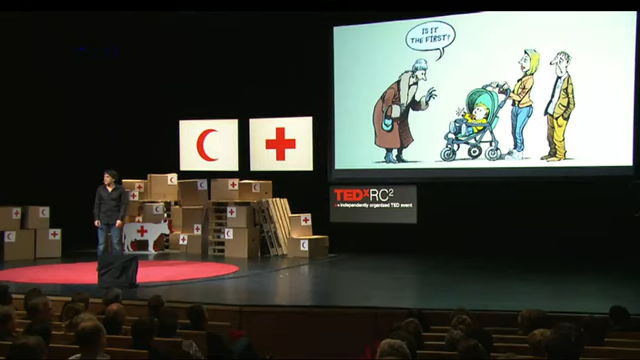 IS IT
THE FIRST?
TEDxRC2
x independently organized TED event